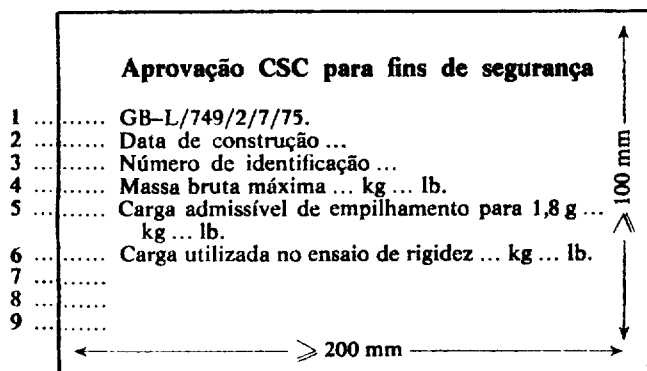 Aprovação CSC para fins de segurança
1 .......... GB–L/749/2/7/75.
2 .......... Data de construção ...
3 .......... Número de identificação ...
4 .......... Massa bruta máxima ... kg ... lb.
5 .......... Carga admissível de empilhamento para 1,8 g ...
kg ... lb.
6 .......... Carga utilizada no ensaio de rigidez ... kg ... lb.
7 ..........
8 ..........
9 ..........
⩾ 100 mm
⩾ 200 mm